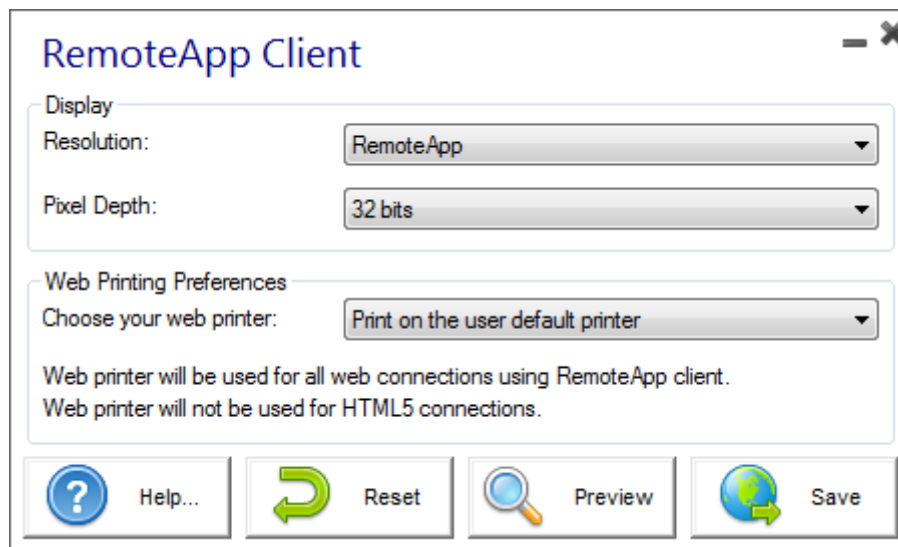 RemoteApp Client
Display
Resolution: RemoteApp
Pixel Depth: 32 bits
Web Printing Preferences
Choose your web printer: Print on the user default printer
Web printer will be used for all web connections using RemoteApp client.
Web printer will not be used for HTML5 connections.
Help... Reset Preview Save